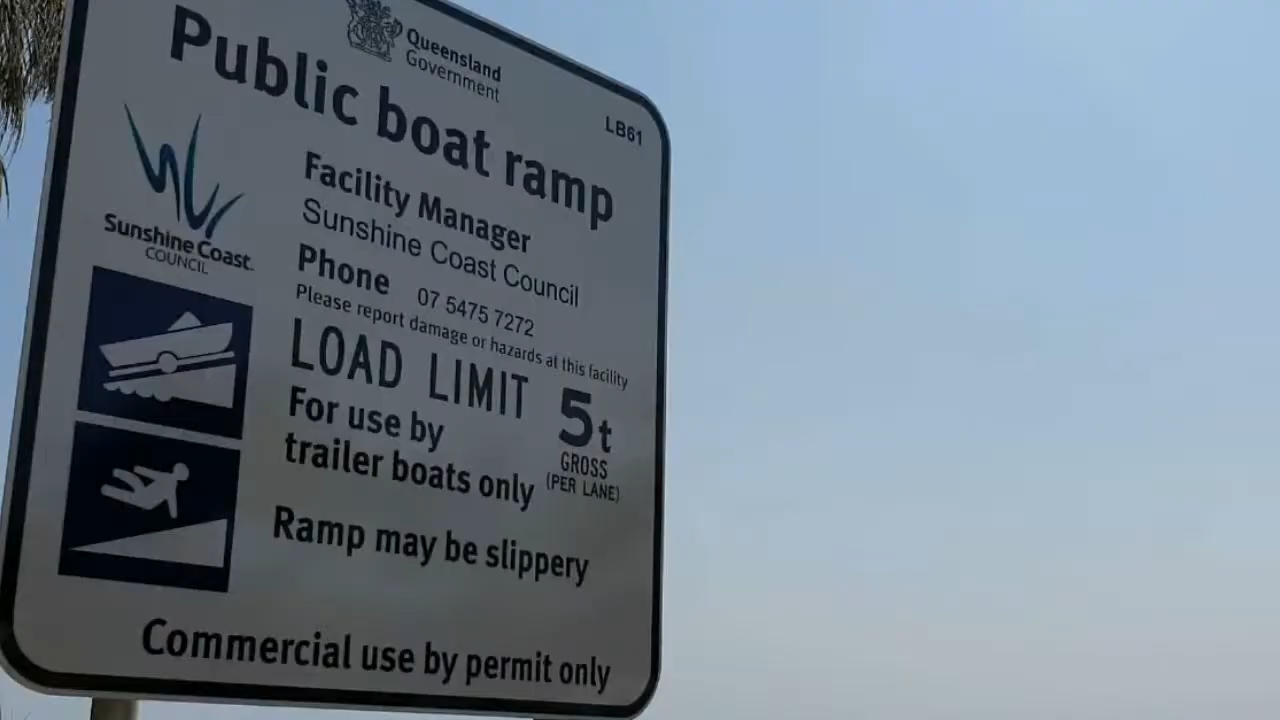 Queensland
Government
LB61
Public boat ramp
Sunshine Coast.
COUNCIL
Facility Manager
Sunshine Coast Council
Phone 07 5475 7272
Please report damage or hazards at this facility
LOAD LIMIT 5t
GROSS
(PER LANE)
For use by
trailer boats only
Ramp may be slippery
Commercial use by permit only